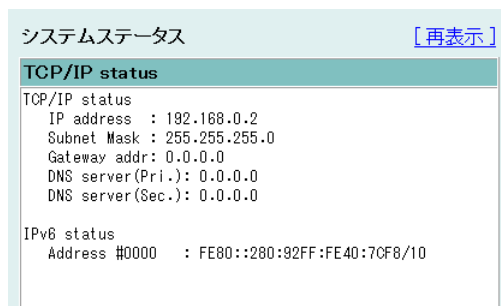 システムステータス [再表示]
TCP/IP status
TCP/IP status
IP address : 192.168.0.2
Subnet Mask : 255.255.255.0
Gateway addr: 0.0.0.0
DNS server(Pri.): 0.0.0.0
DNS server(Sec.): 0.0.0.0
IPv6 status
Address #0000 : FE80::280:92FF:FE40:7CF8/10